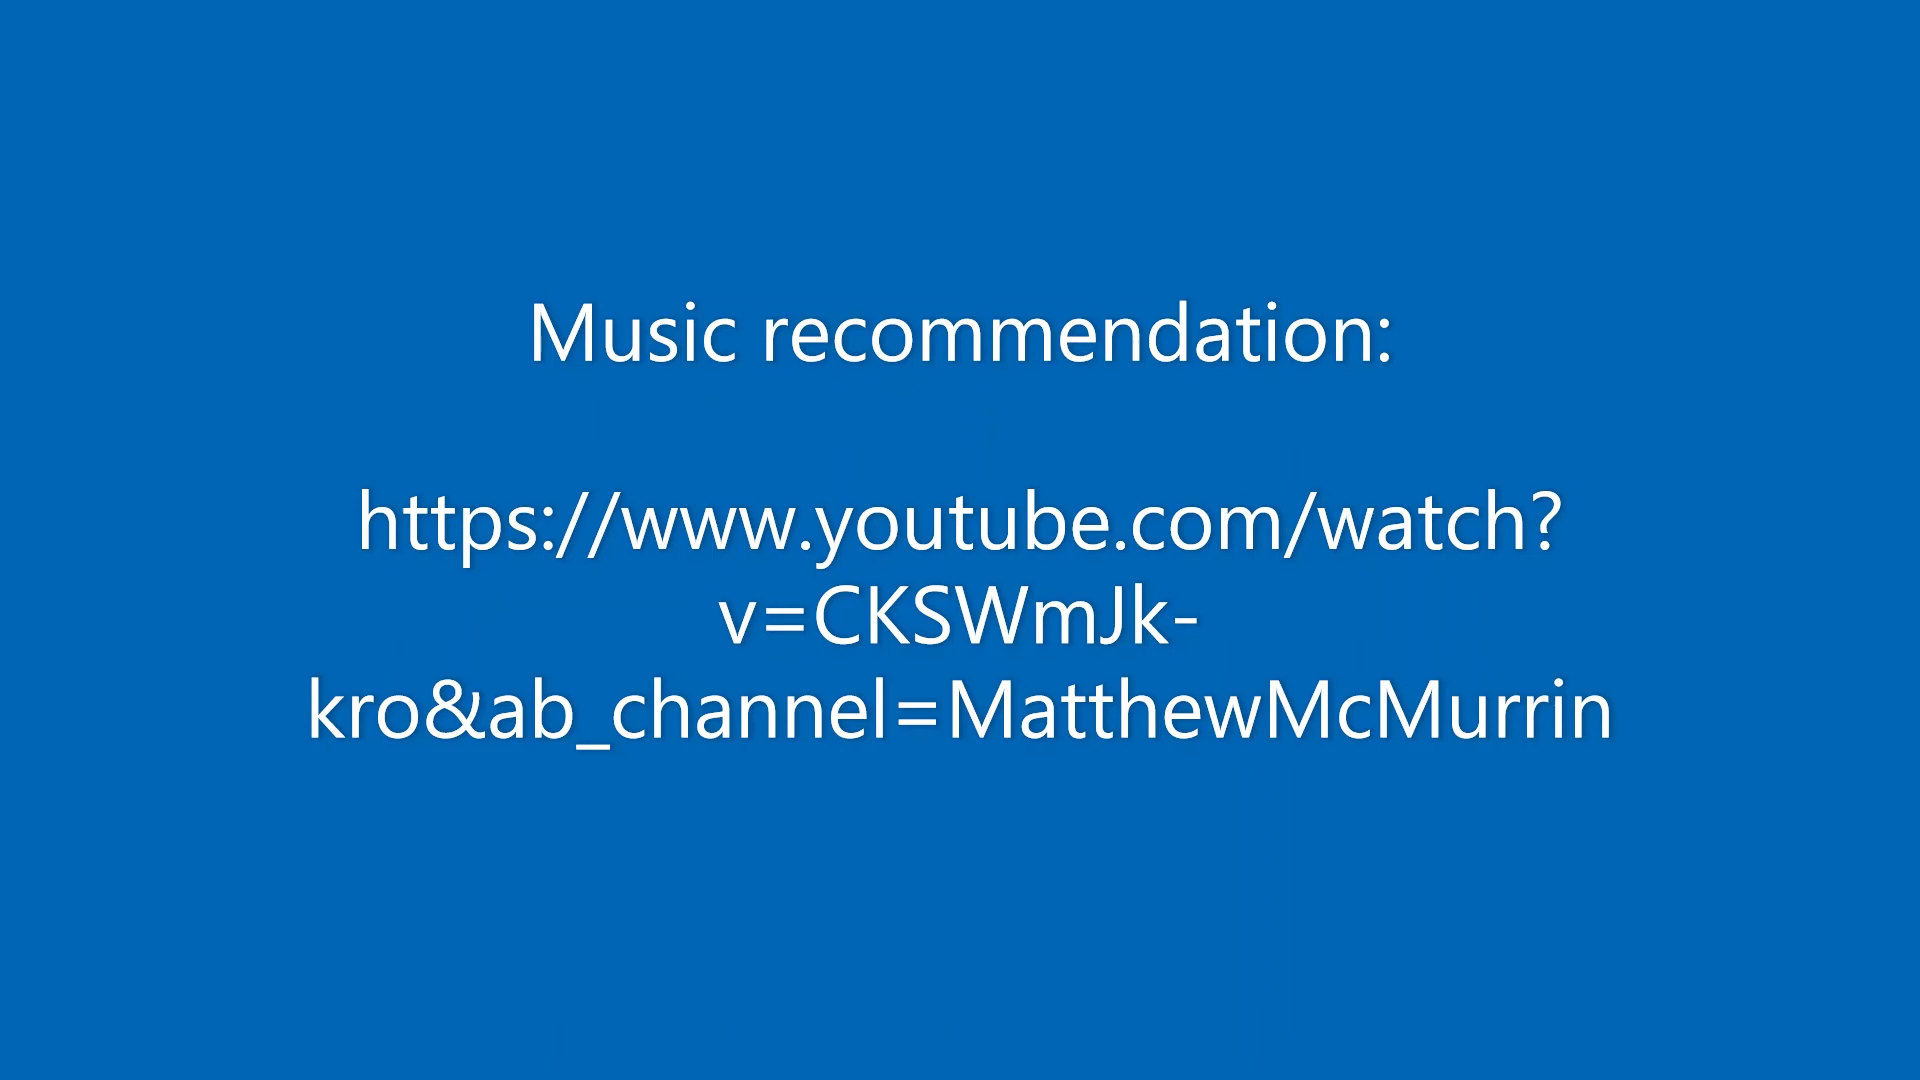 Music recommendation:
https://www.youtube.com/watch?
v=CKSWmJk-
kro&ab_channel=MatthewMcMurrin